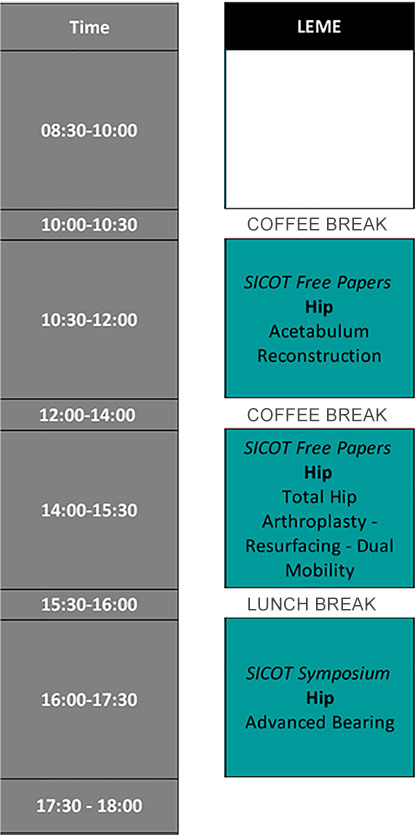 Time
LEME
08:30-10:00
10:00-10:30
COFFEE BREAK
10:30-12:00
SICOT Free Papers
Hip
Acetabulum
Reconstruction
12:00-14:00
COFFEE BREAK
14:00-15:30
SICOT Free Papers
Hip
Total Hip
Arthroplasty -
Resurfacing - Dual
Mobility
15:30-16:00
LUNCH BREAK
16:00-17:30
SICOT Symposium
Hip
Advanced Bearing
17:30 - 18:00